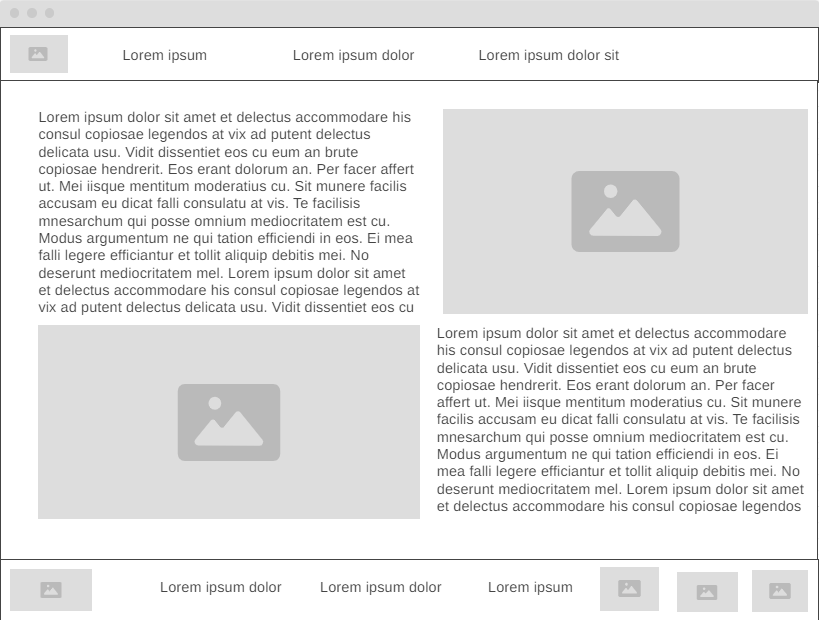 Lorem ipsum
Lorem ipsum dolor
Lorem ipsum dolor sit
Lorem ipsum dolor sit amet et delectus accommodare his
consul copiosae legendos at vix ad putent delectus
delicata usu. Vidit dissentiet eos cu eum an brute
copiosae hendrerit. Eos erant dolorum an. Per facer affert
ut. Mei iisque mentitum moderatius cu. Sit munere facilis
accusam eu dicat falli consulatu at vis. Te facilisis
mnesarchum qui posse omnium mediocritatem est cu.
Modus argumentum ne qui tation efficiendi in eos. Ei mea
falli legere efficiantur et tollit aliquip debitis mei. No
deserunt mediocritatem mel. Lorem ipsum dolor sit amet
et delectus accommodare his consul copiosae legendos at
vix ad putent delectus delicata usu. Vidit dissentiet eos cu
Lorem ipsum dolor sit amet et delectus accommodare
his consul copiosae legendos at vix ad putent delectus
delicata usu. Vidit dissentiet eos cu eum an brute
copiosae hendrerit. Eos erant dolorum an. Per facer
affert ut. Mei iisque mentitum moderatius cu. Sit munere
facilis accusam eu dicat falli consulatu at vis. Te facilisis
mnesarchum qui posse omnium mediocritatem est cu.
Modus argumentum ne qui tation efficiendi in eos. Ei
mea falli legere efficiantur et tollit aliquip debitis mei. No
deserunt mediocritatem mel. Lorem ipsum dolor sit amet
et delectus accommodare his consul copiosae legendos
Lorem ipsum dolor
Lorem ipsum dolor
Lorem ipsum